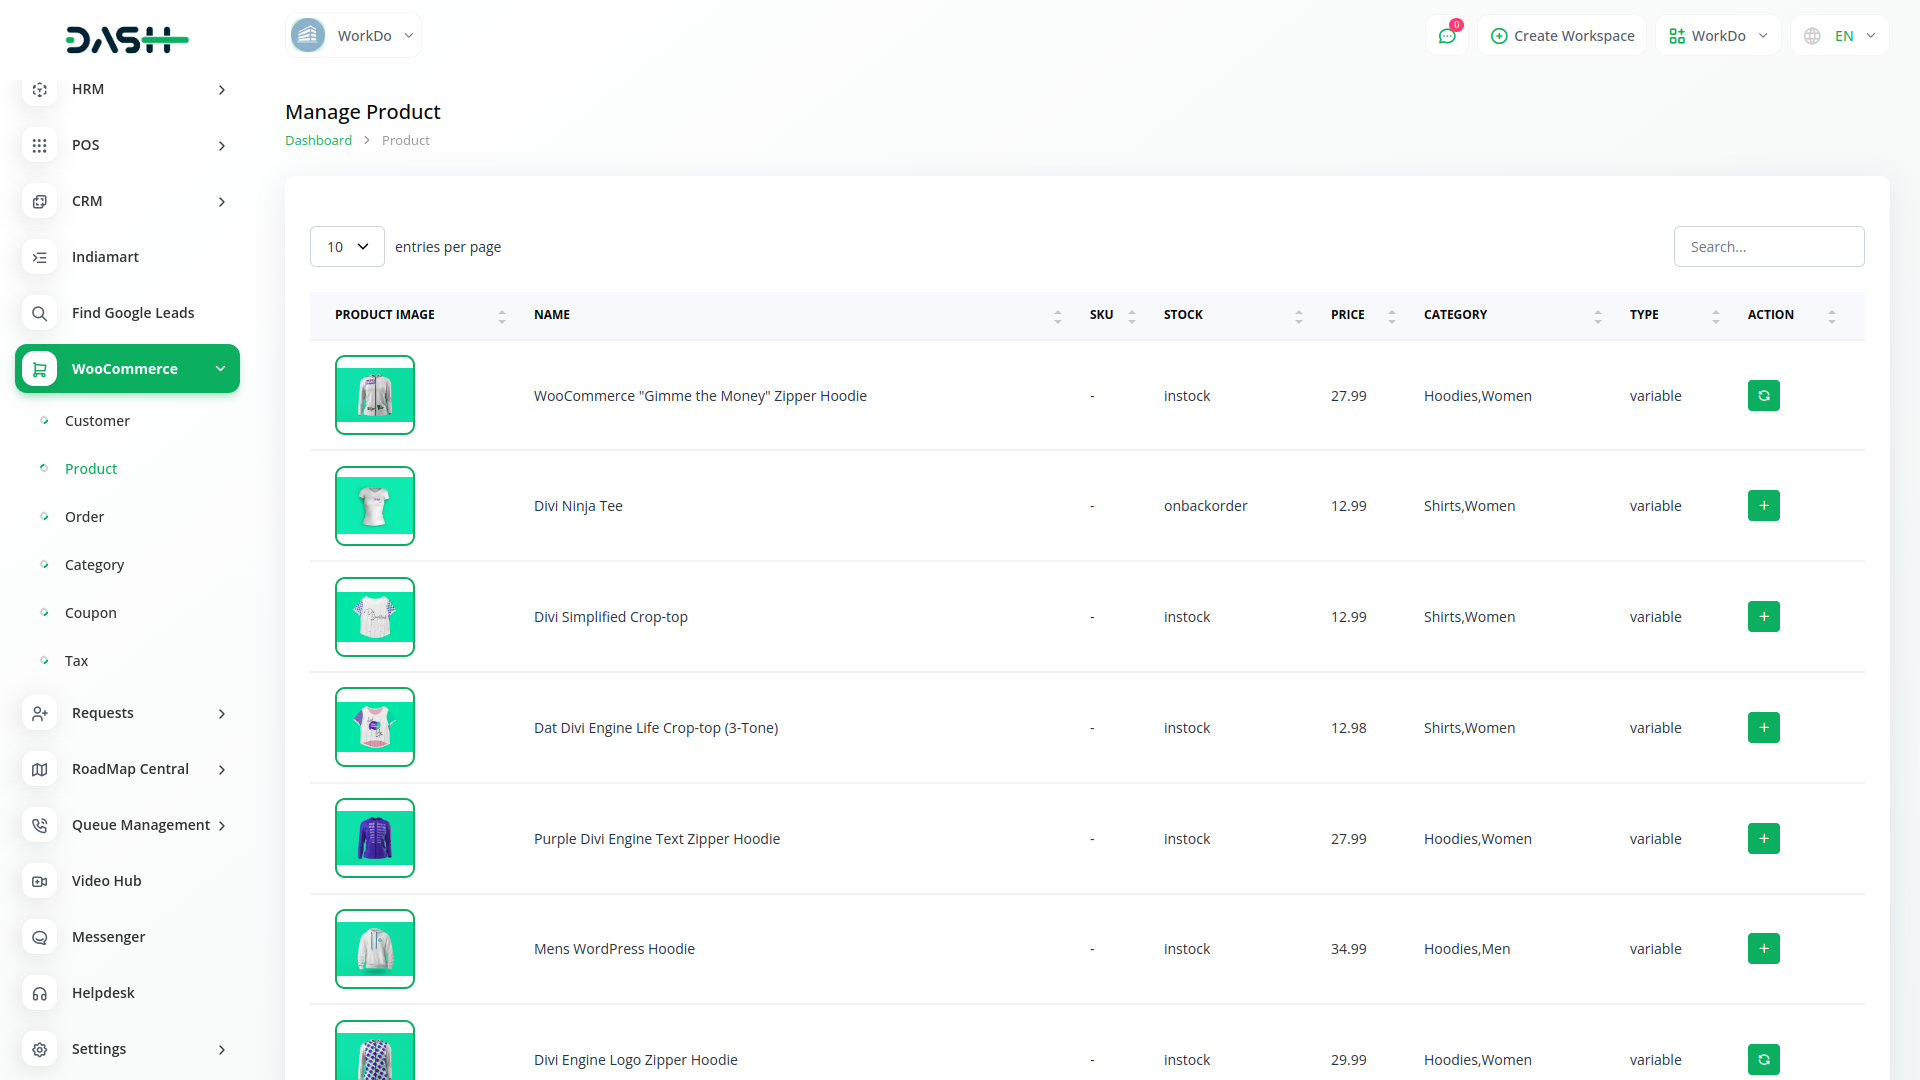 DASH
WorkDo
0
Create Workspace
WorkDo
EN
HRM
POS
CRM
Indiamart
Find Google Leads
WooCommerce
Customer
Product
Order
Category
Coupon
Tax
Requests
RoadMap Central
Queue Management
Video Hub
Messenger
Helpdesk
Settings
Manage Product
Dashboard > Product
10 entries per page
Search...
PRODUCT IMAGE NAME SKU STOCK PRICE CATEGORY TYPE ACTION
WooCommerce "Gimme the Money" Zipper Hoodie - instock 27.99 Hoodies,Women variable
Divi Ninja Tee - onbackorder 12.99 Shirts,Women variable
Divi Simplified Crop-top - instock 12.99 Shirts,Women variable
Dat Divi Engine Life Crop-top (3-Tone) - instock 12.98 Shirts,Women variable
Purple Divi Engine Text Zipper Hoodie - instock 27.99 Hoodies,Women variable
Mens WordPress Hoodie - instock 34.99 Hoodies,Men variable
Divi Engine Logo Zipper Hoodie - instock 29.99 Hoodies,Women variable